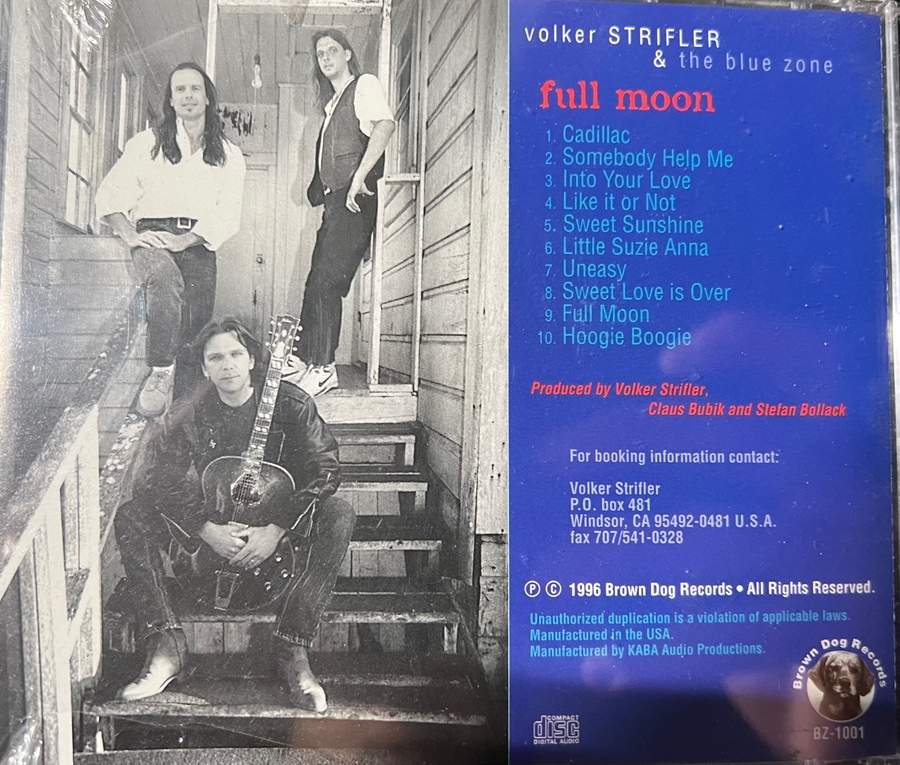 volker STRIFLER
& the blue zone
full moon
1. Cadillac
2. Somebody Help Me
3. Into Your Love
4. Like it or Not
5. Sweet Sunshine
6. Little Suzie Anna
7. Uneasy
8. Sweet Love is Over
9. Full Moon
10. Hoogie Boogie
Produced by Volker Strifler,
Claus Bubik and Stefan Bollack
For booking information contact:
Volker Strifler
P.O. box 481
Windsor, CA 95492-0481 U.S.A.
fax 707/541-0328
Ⓟ © 1996 Brown Dog Records • All Rights Reserved.
Unauthorized duplication is a violation of applicable laws.
Manufactured in the USA.
Manufactured by KABA Audio Productions.
Brown Dog Records
COMPACT
disc
DIGITAL AUDIO
BZ-1001